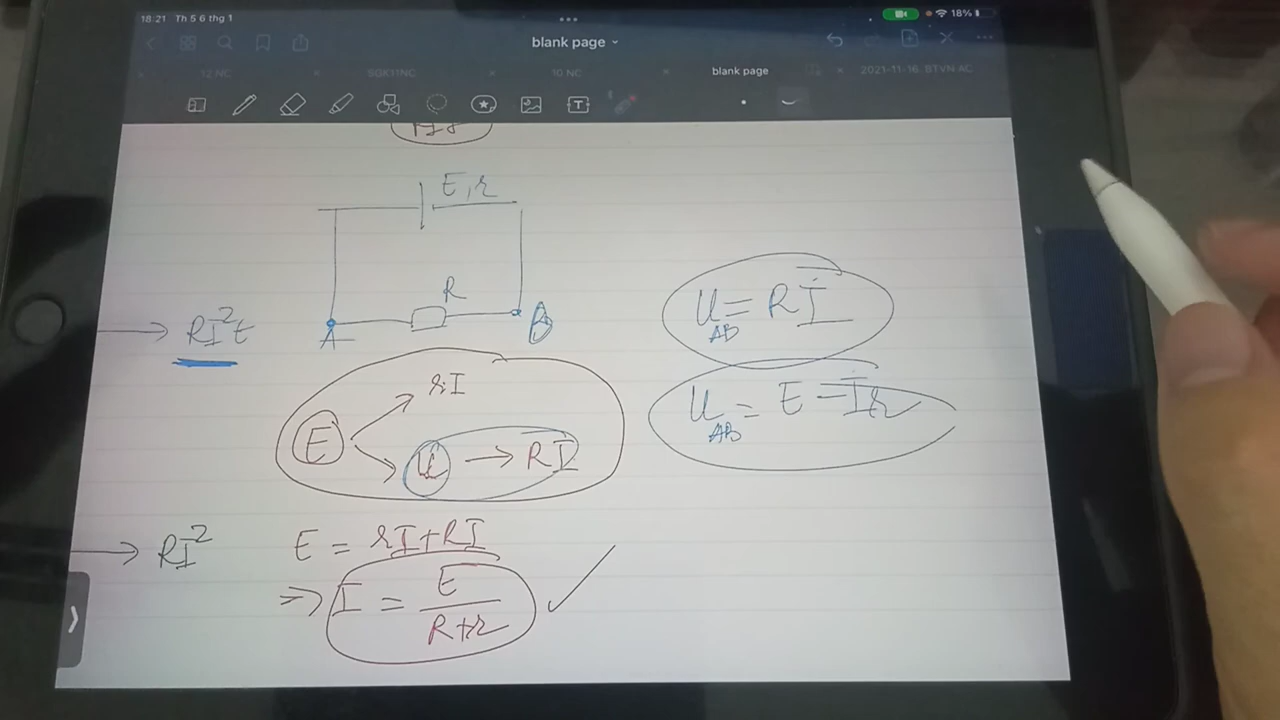 18:21 Th 5 6 thg 1
18%
blank page
12 NC
SGK11NC
10 NC
blank page
2021-11-16. BTVN AC
E, r
R
A
B
RI²t
U_AB = RI
rI
E
U → RI
U_AB = E - Ir
→ RI²
E = rI + RI
=> I = E / (R+r)